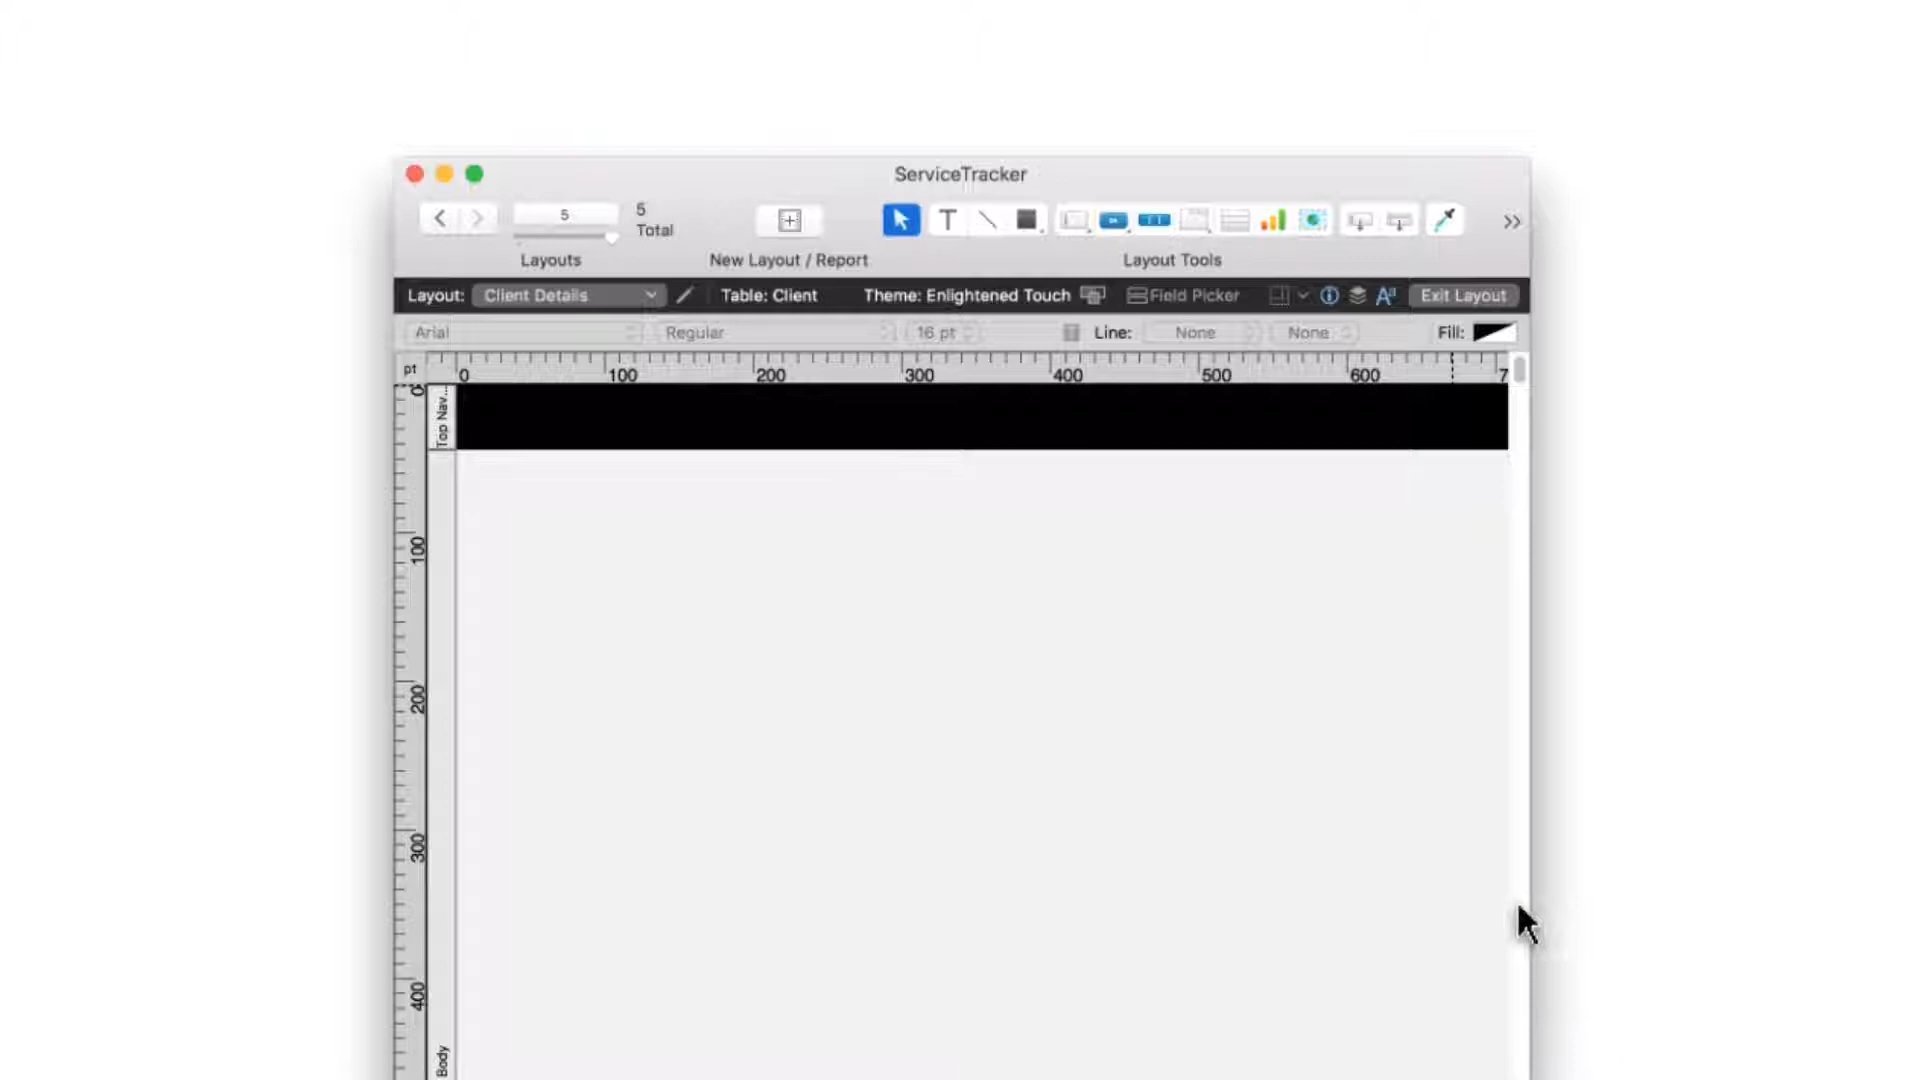 ServiceTracker
5
5
Total
Layouts
New Layout / Report
Layout Tools
Layout: Client Details
Table: Client
Theme: Enlightened Touch
Field Picker
Exit Layout
Arial
Regular
16 pt
Line:
None
None
Fill:
pt
0
100
200
300
400
500
600
7
0
Top Nav...
100
200
300
400
Body